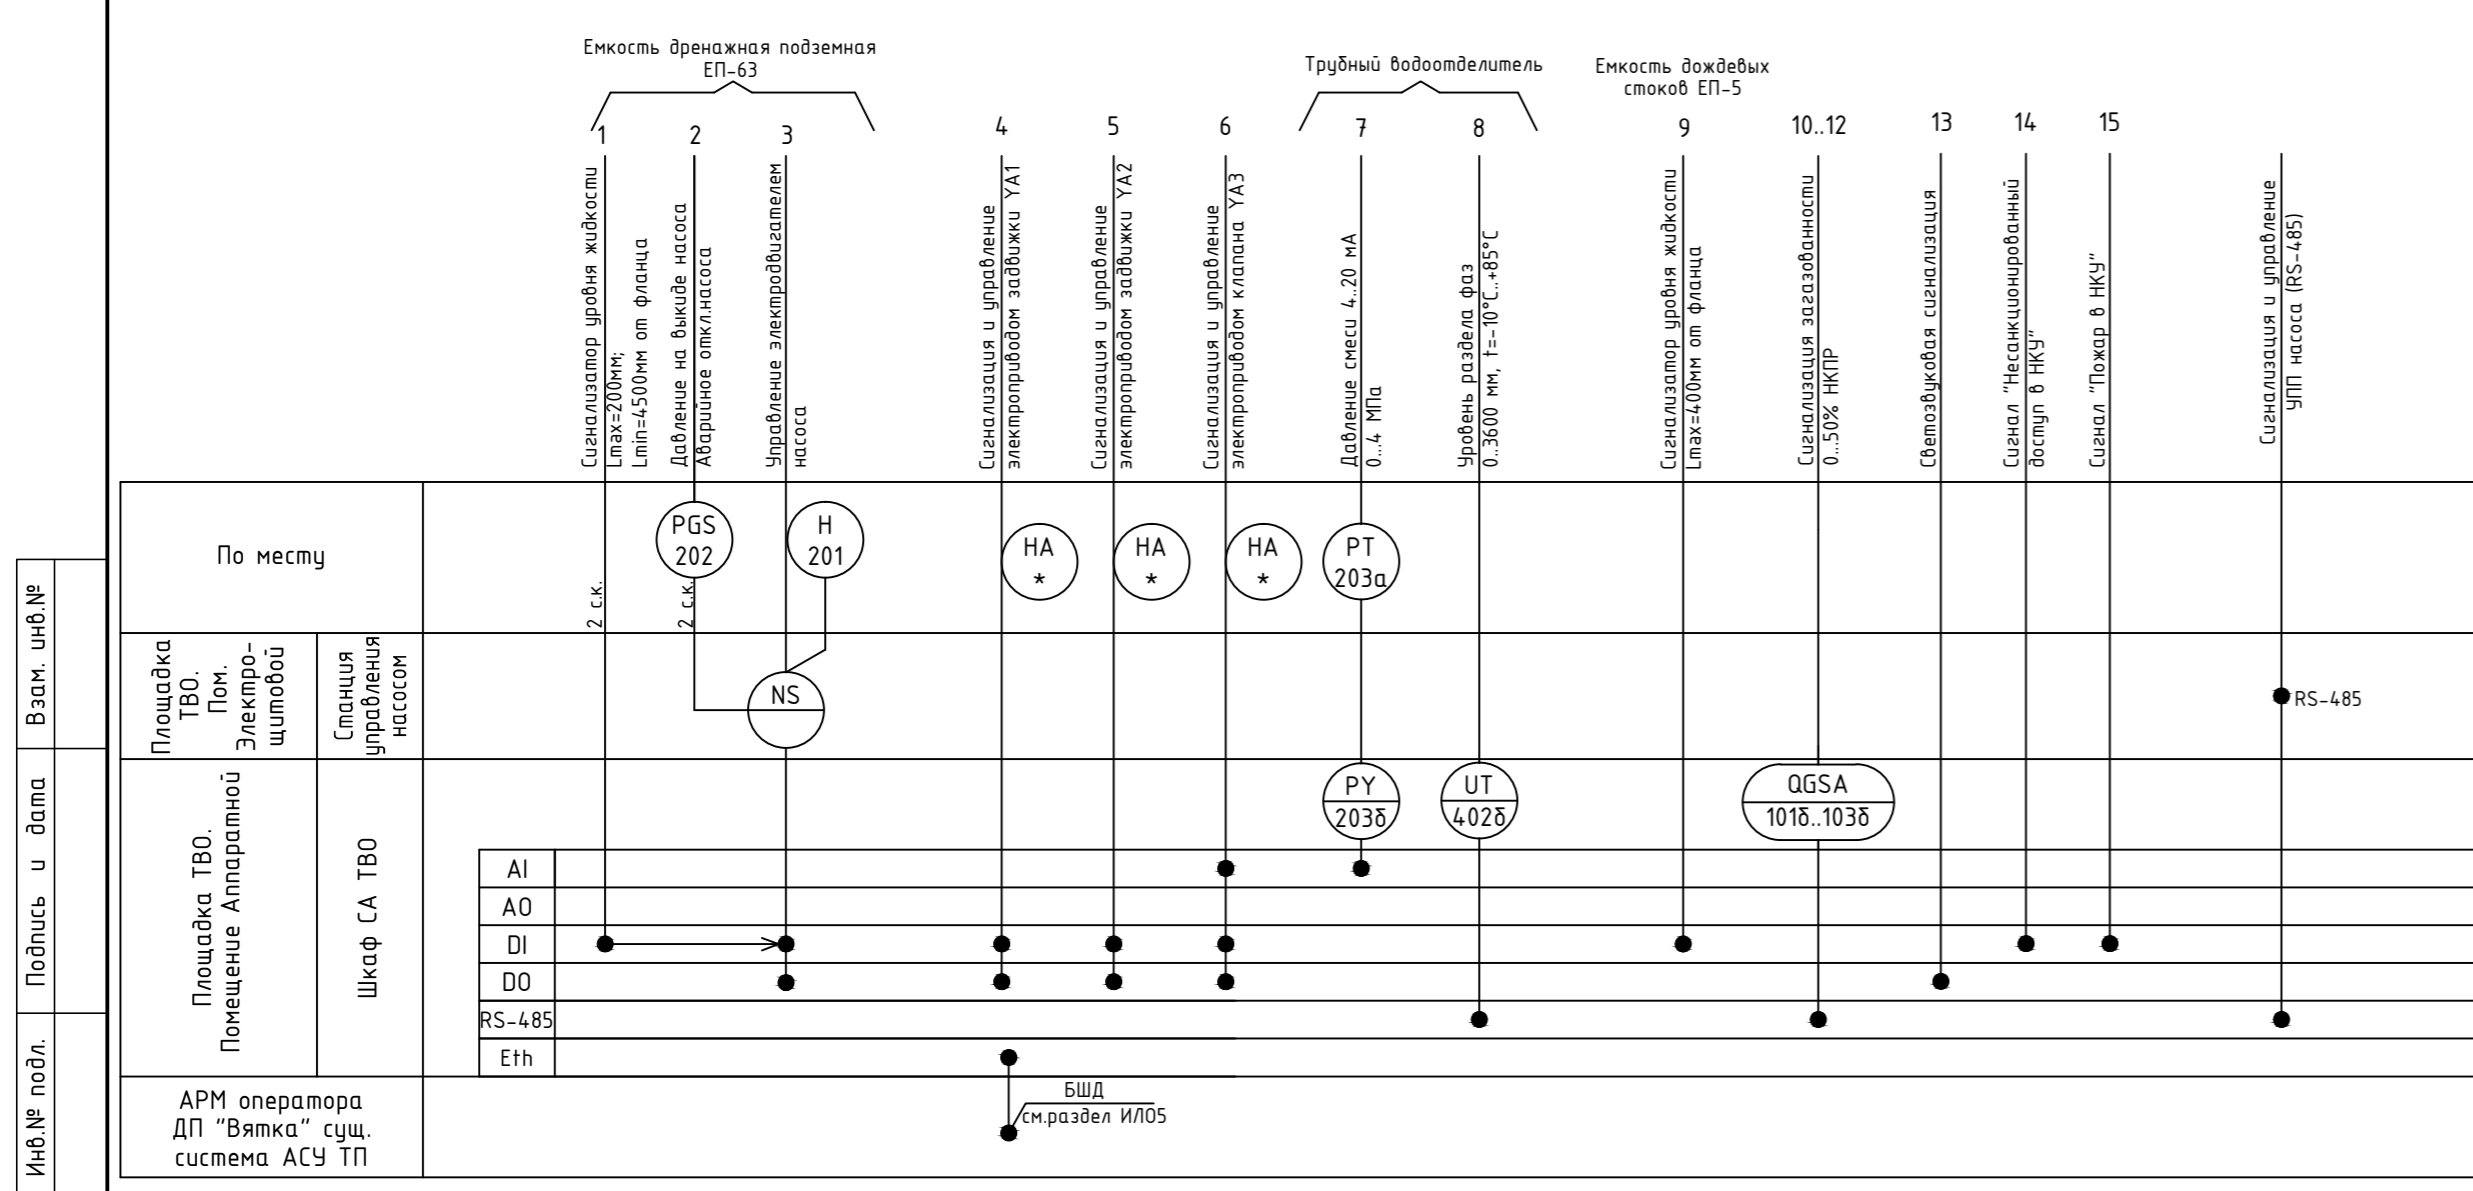 Емкость дренажная подземная
ЕП-63
Трубный водоотделитель
Емкость дождевых
стоков ЕП-5
1
2
3
4
5
6
7
8
9
10..12
13
14
15
Сигнализатор уровня жидкости
Lmax=200мм;
Lmin=4500мм от фланца
Давление на выкиде насоса
Аварийное откл.насоса
Управление электродвигателем
насоса
Сигнализация и управление
электроприводом задвижки YA1
Сигнализация и управление
электроприводом задвижки YA2
Сигнализация и управление
электроприводом клапана YA3
Давление смеси 4..20 мА
0...4 МПа
Уровень раздела фаз
0..3600 мм, t=-10°C..+85°C
Сигнализатор уровня жидкости
Lmax=400мм от фланца
Сигнализация загазованности
0...50% НКПР
Светозвуковая сигнализация
Сигнал "Несанкционированный
доступ в НКУ"
Сигнал "Пожар в НКУ"
Сигнализация и управление
УПП насоса (RS-485)
По месту
2 с.к.
2 с.к.
PGS
202
H
201
HA
*
HA
*
HA
*
PT
203а
Площадка
ТВО.
Пом.
Электро-
щитовой
Станция
управления
насосом
NS
RS-485
Площадка ТВО.
Помещение Аппаратной
Шкаф СА ТВО
PY
203б
UT
402б
QGSA
101б..103б
AI
AO
DI
DO
RS-485
Eth
АРМ оператора
ДП "Вятка" сущ.
система АСУ ТП
БШД
см.раздел ИЛО5
Взам. инв.№
Подпись и дата
Инв.№ подл.